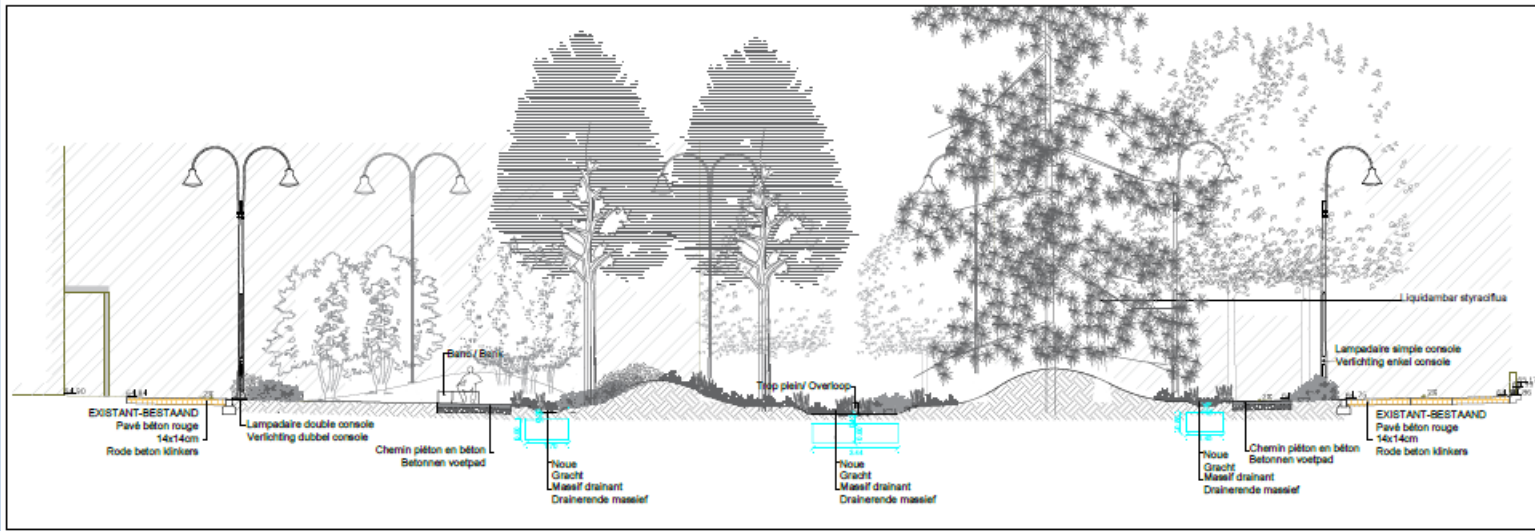 Liquidambar styraciflua
Lampadaire simple console
Verlichting enkel console
Banc / Bank
Trop plein/ Overloop
EXISTANT-BESTAAND
Pavé béton rouge
14x14cm
Rode beton klinkers
Lampadaire double console
Verlichting dubbel console
Chemin piéton en béton
Betonnen voetpad
Noue
Gracht
Massif drainant
Drainerende massief
Noue
Gracht
Massif drainant
Drainerende massief
Noue
Gracht
Massif drainant
Drainerende massief
Chemin piéton en béton
Betonnen voetpad
EXISTANT-BESTAAND
Pavé béton rouge
14x14cm
Rode beton klinkers